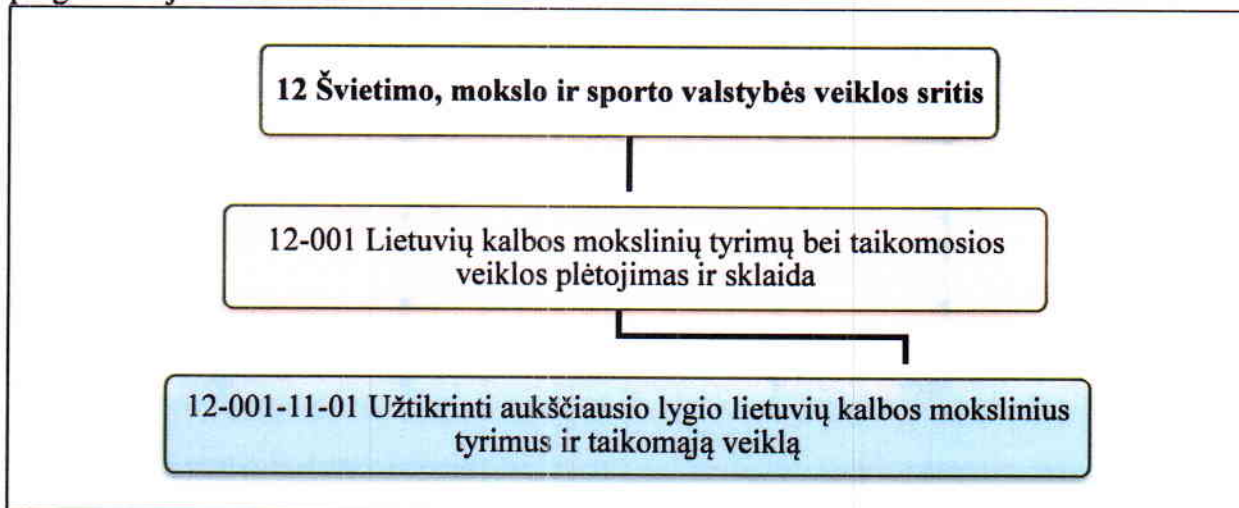 12 Švietimo, mokslo ir sporto valstybės veiklos sritis
12-001 Lietuvių kalbos mokslinių tyrimų bei taikomosios
veiklos plėtojimas ir sklaida
12-001-11-01 Užtikrinti aukščiausio lygio lietuvių kalbos mokslinius
tyrimus ir taikomąją veiklą